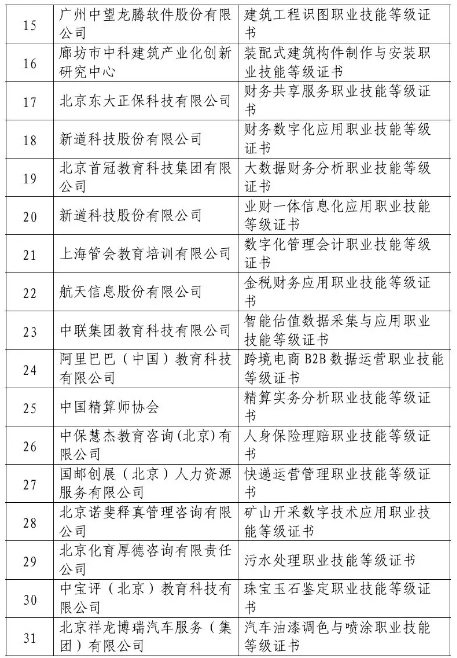 15
广州中望龙腾软件股份有限
公司
建筑工程识图职业技能等级证
书
16
廊坊市中科建筑产业化创新
研究中心
装配式建筑构件制作与安装职
业技能等级证书
17
北京东大正保科技有限公司
财务共享服务职业技能等级证
书
18
新道科技股份有限公司
财务数字化应用职业技能等级
证书
19
北京首冠教育科技集团有限
公司
大数据财务分析职业技能等级
证书
20
新道科技股份有限公司
业财一体信息化应用职业技能
等级证书
21
上海管会教育培训有限公司
数字化管理会计职业技能等级
证书
22
航天信息股份有限公司
金税财务应用职业技能等级证
书
23
中联集团教育科技有限公司
智能估值数据采集与应用职业
技能等级证书
24
阿里巴巴（中国）教育科技
有限公司
跨境电商B2B数据运营职业技能
等级证书
25
中国精算师协会
精算实务分析职业技能等级证
书
26
中保慧杰教育咨询(北京)有
限公司
人身保险理赔职业技能等级证
书
27
国邮创展（北京）人力资源
服务有限公司
快递运营管理职业技能等级证
书
28
北京诺斐释真管理咨询有限
公司
矿山开采数字技术应用职业技
能等级证书
29
北京化育厚德咨询有限责任
公司
污水处理职业技能等级证书
30
中宝评（北京）教育科技有
限公司
珠宝玉石鉴定职业技能等级证
书
31
北京祥龙博瑞汽车服务（集
团）有限公司
汽车油漆调色与喷涂职业技能
等级证书